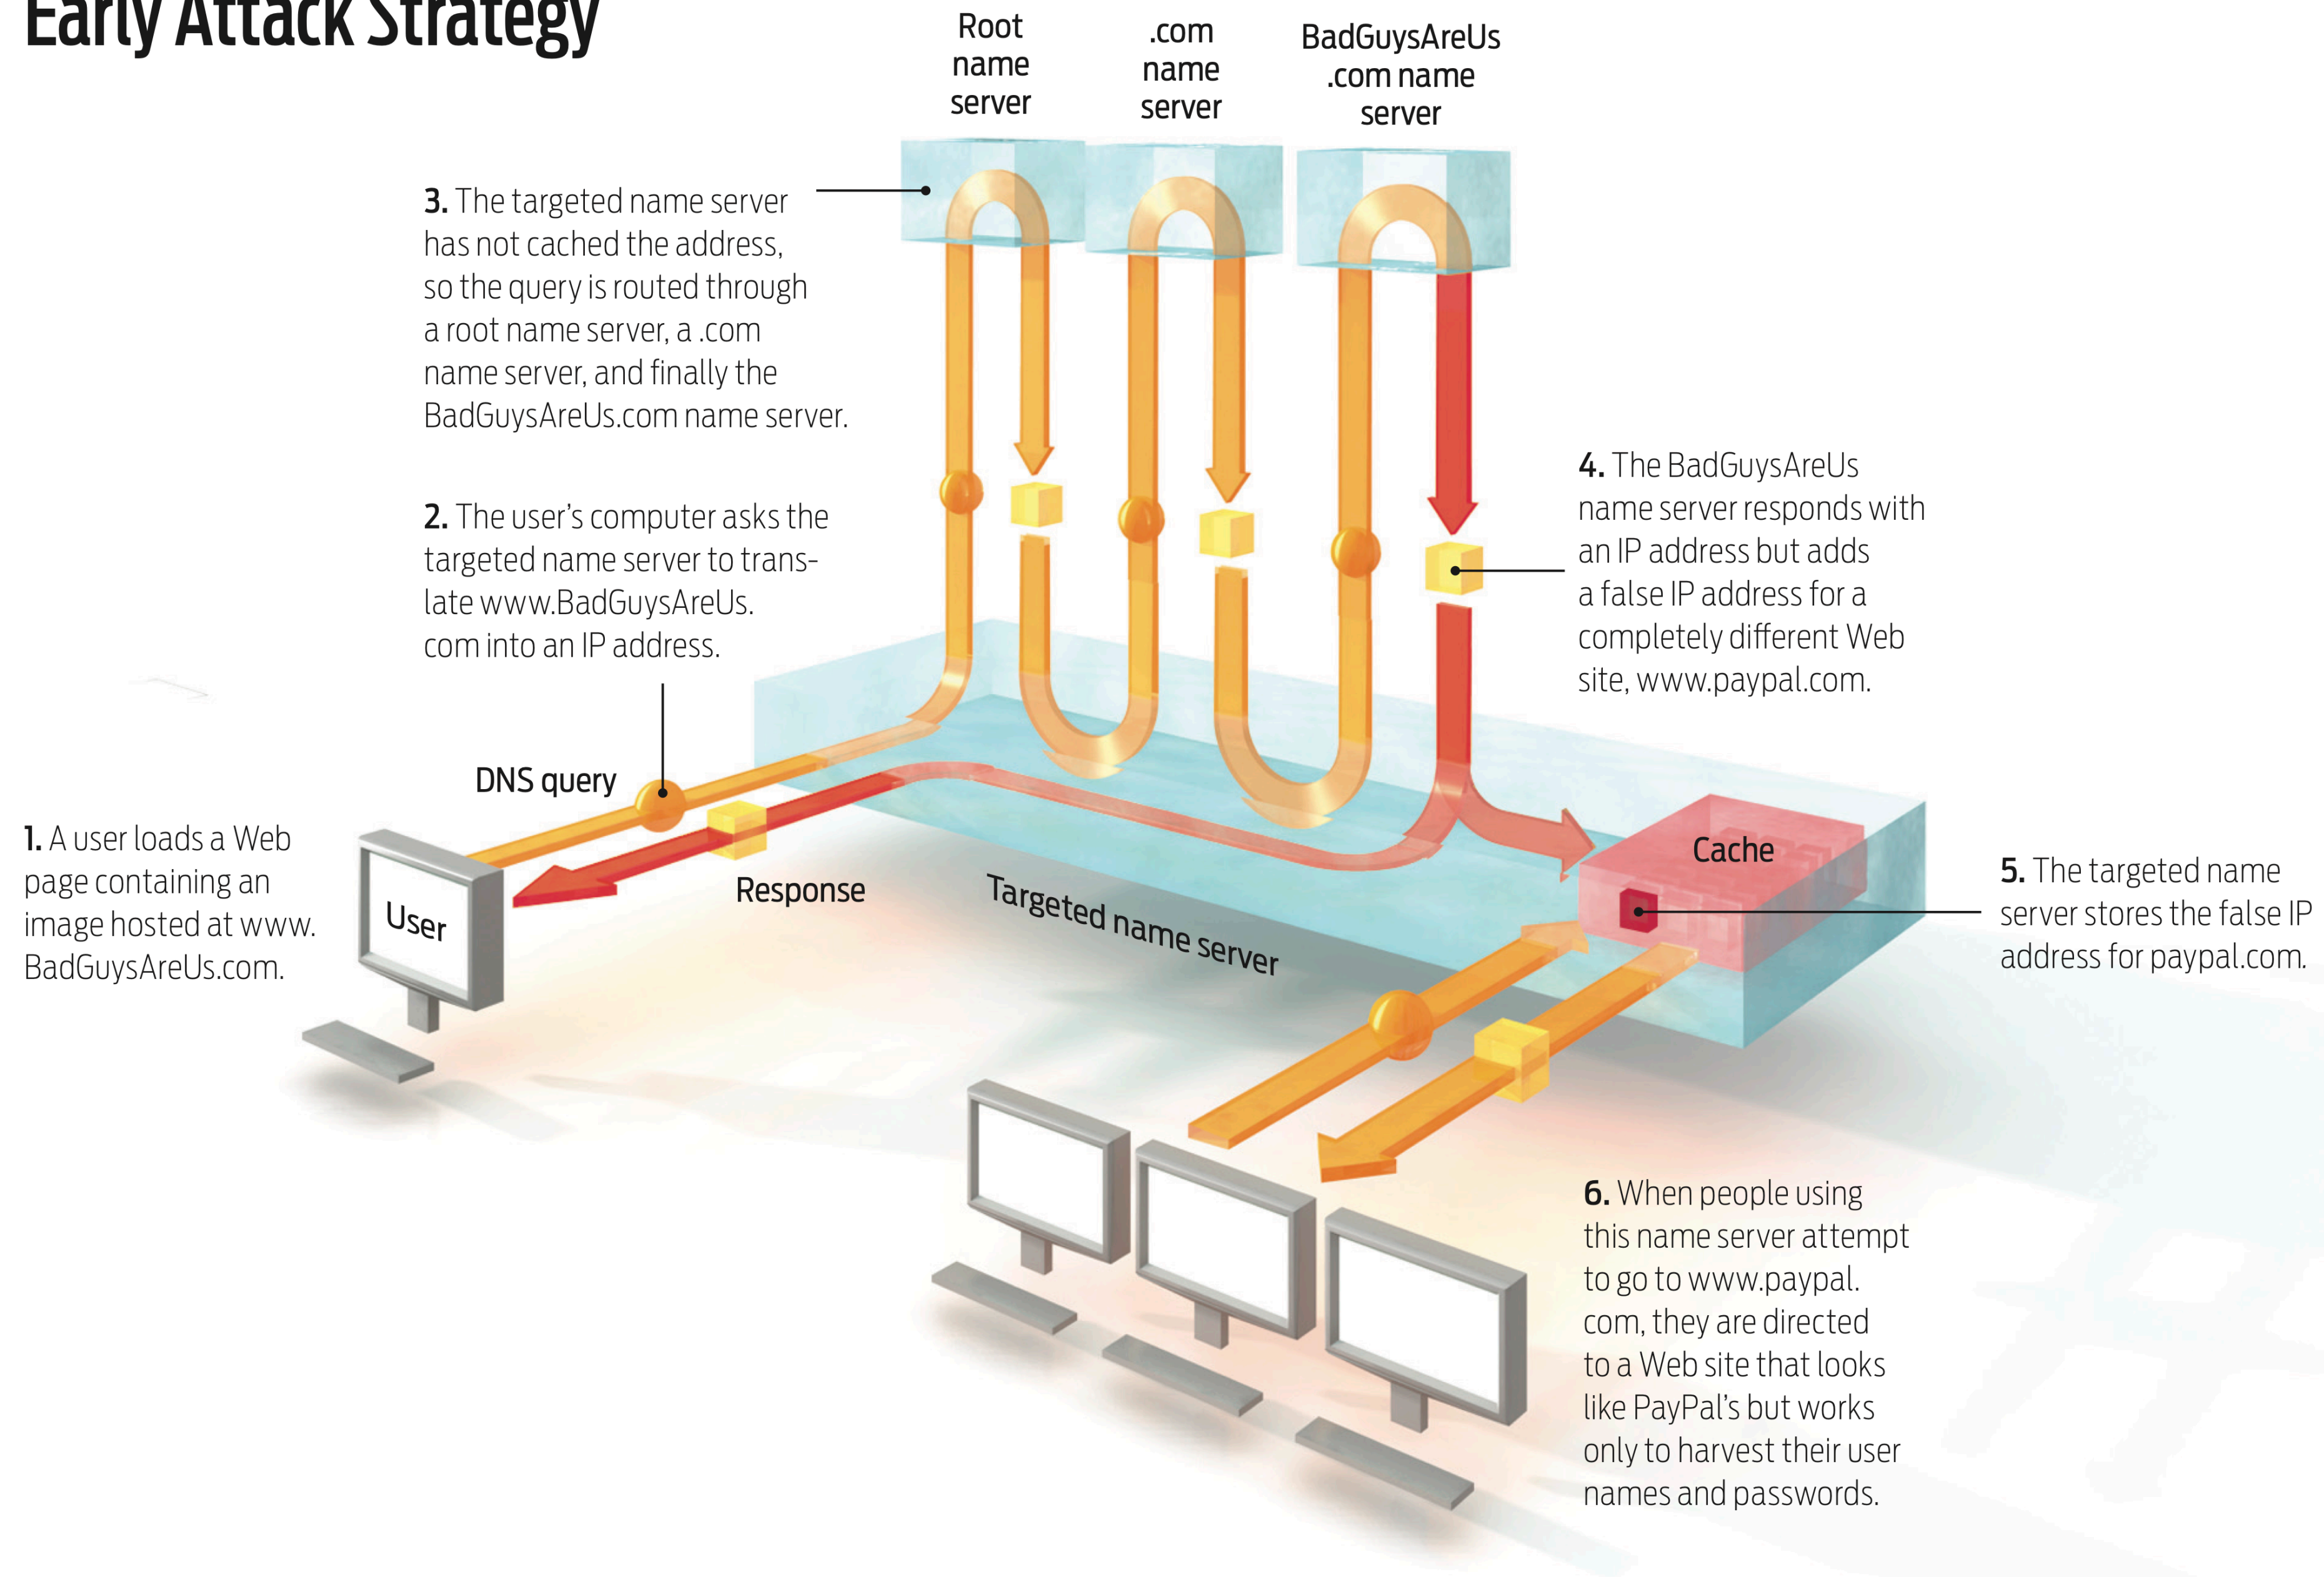 Early Attack Strategy
Root
name
server
.com
name
server
BadGuysAreUs
.com name
server
3. The targeted name server
has not cached the address,
so the query is routed through
a root name server, a .com
name server, and finally the
BadGuysAreUs.com name server.
2. The user's computer asks the
targeted name server to trans-
late www.BadGuysAreUs.
com into an IP address.
4. The BadGuysAreUs
name server responds with
an IP address but adds
a false IP address for a
completely different Web
site, www.paypal.com.
DNS query
1. A user loads a Web
page containing an
image hosted at www.
BadGuysAreUs.com.
User
Response
Targeted name server
Cache
5. The targeted name
server stores the false IP
address for paypal.com.
6. When people using
this name server attempt
to go to www.paypal.
com, they are directed
to a Web site that looks
like PayPal's but works
only to harvest their user
names and passwords.